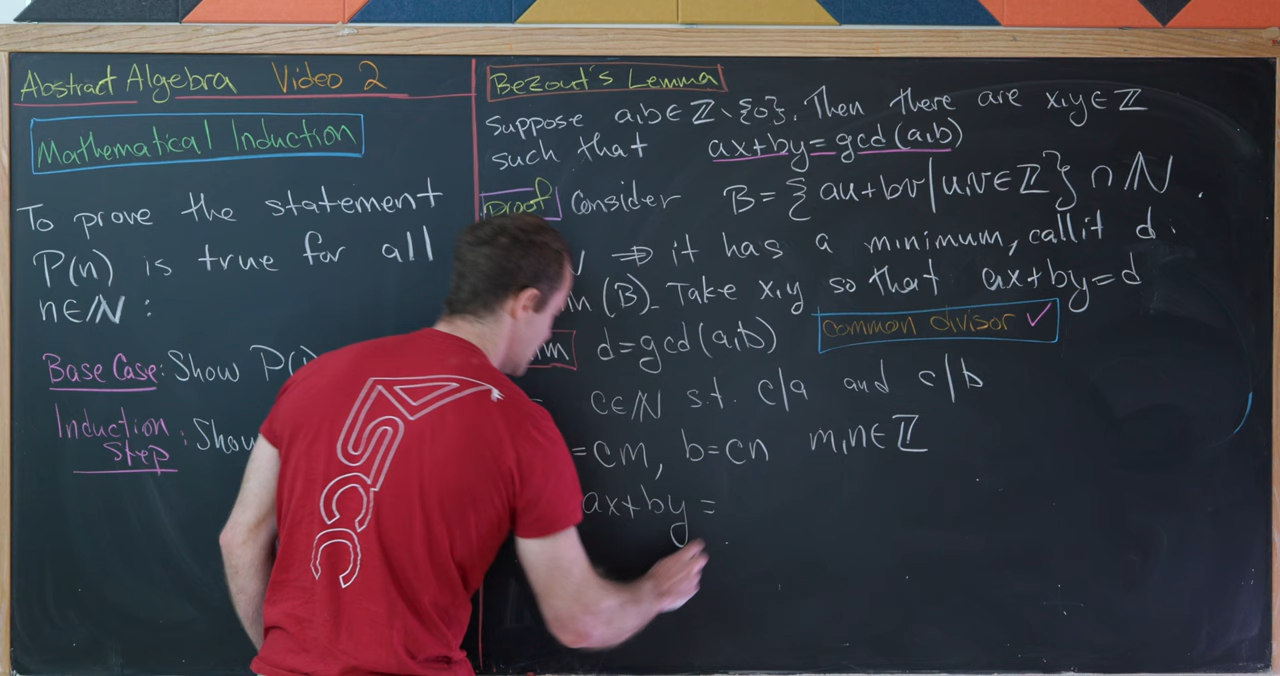 Abstract Algebra Video 2
Mathematical Induction
To prove the statement
P(n) is true for all
n∈ℕ:
Base Case: Show P(
Induction Step: Show
Bezout's Lemma
Suppose a,b∈ℤ\{0}. Then there are x,y∈ℤ
such that ax+by=gcd(a,b)
Proof Consider B={au+bv|u,v∈ℤ}∩ℕ.
⇒ it has a minimum, call it d:
(B). Take x,y so that ax+by=d
d=gcd(a,b) common divisor ✓
c∈ℕ s.t. c|a and c|b
=cm, b=cn m,n∈ℤ
ax+by=
ASCC